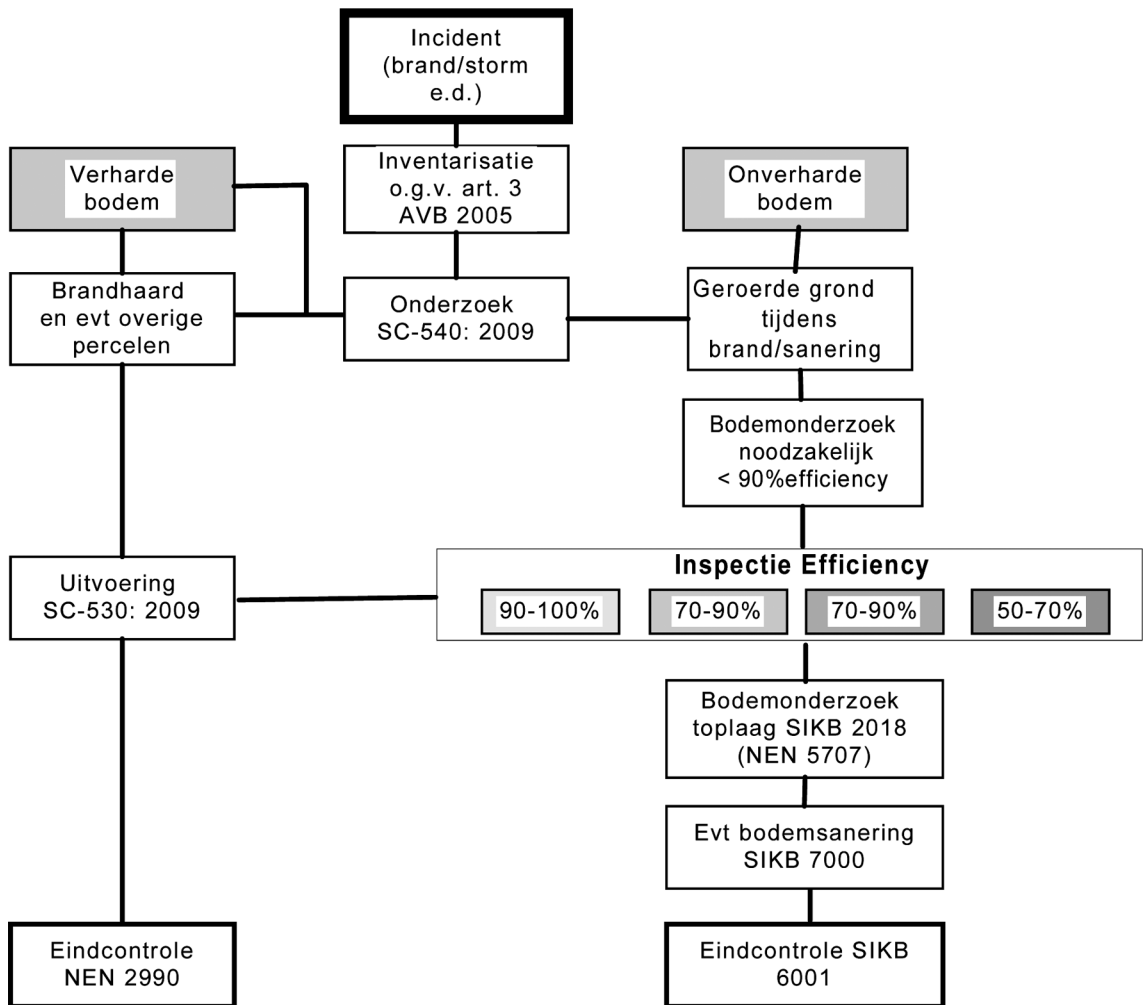 Incident
(brand/storm
e.d.)
Verharde
bodem
Inventarisatie
o.g.v. art. 3
AVB 2005
Onverharde
bodem
Brandhaard
en evt overige
percelen
Onderzoek
SC-540: 2009
Geroerde grond
tijdens
brand/sanering
Bodemonderzoek
noodzakelijk
< 90%efficiency
Uitvoering
SC-530: 2009
Inspectie Efficiency
90-100%
70-90%
70-90%
50-70%
Bodemonderzoek
toplaag SIKB 2018
(NEN 5707)
Evt bodemsanering
SIKB 7000
Eindcontrole
NEN 2990
Eindcontrole SIKB
6001